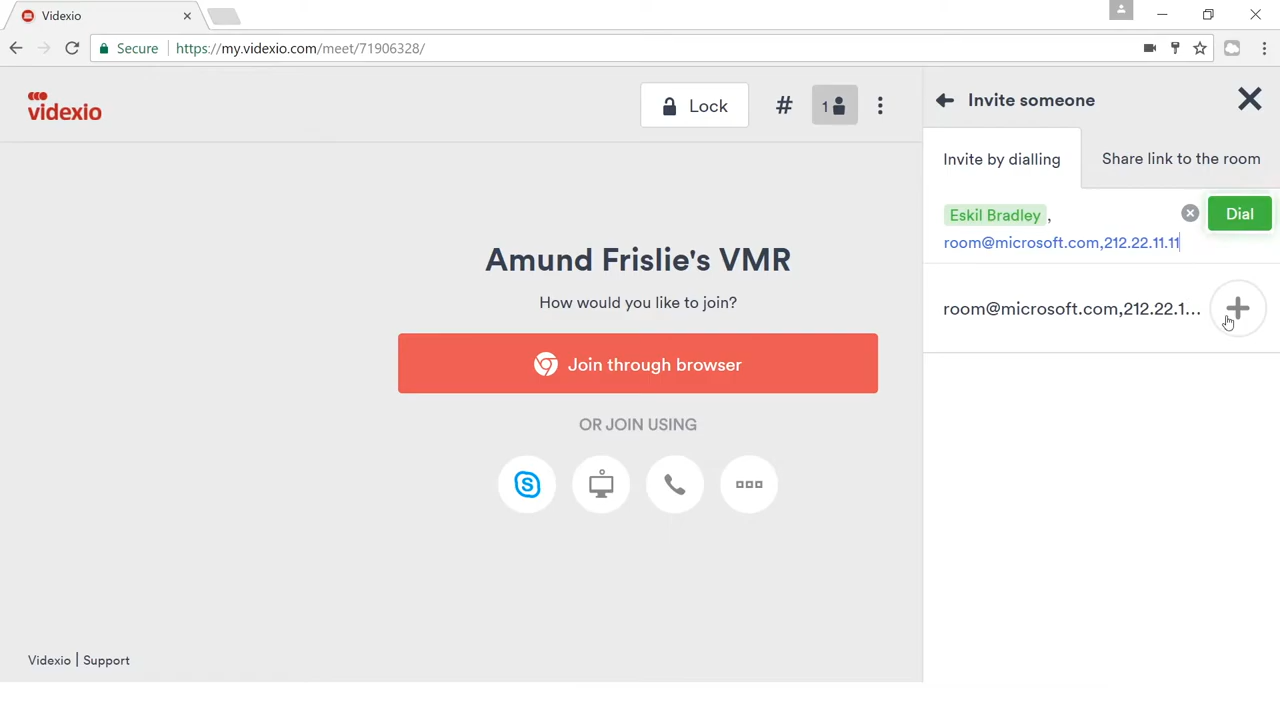 Videxio
Secure
https://my.videxio.com/meet/71906328/
videxio
Lock
#
1
Invite someone
Invite by dialling
Share link to the room
Eskil Bradley ,
room@microsoft.com,212.22.11.11
Dial
room@microsoft.com,212.22.1...
Amund Frislie's VMR
How would you like to join?
Join through browser
OR JOIN USING
Videxio | Support